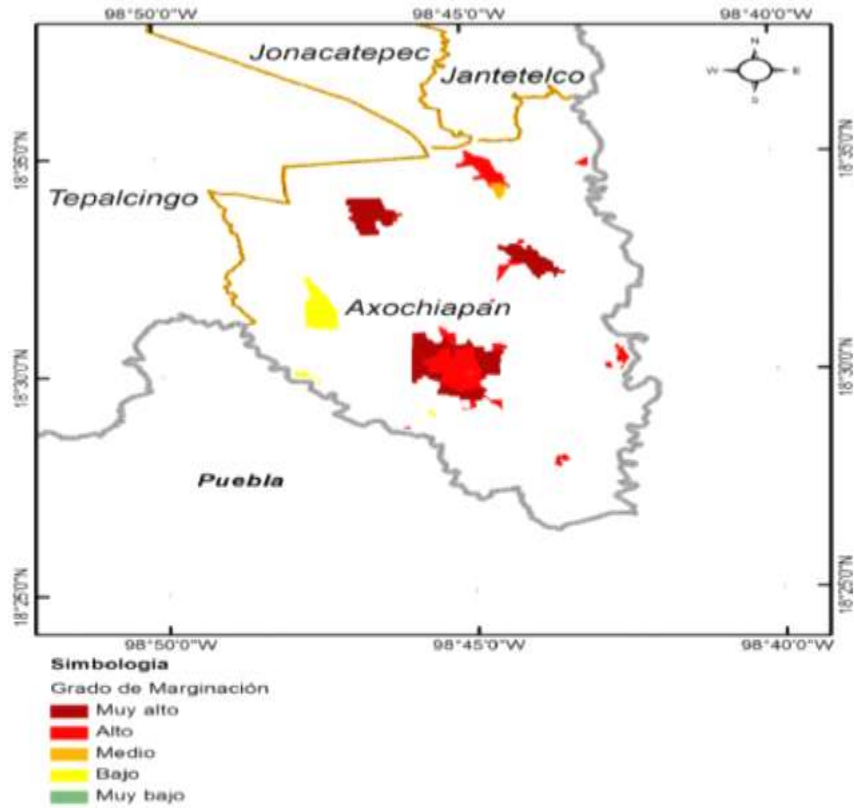 98°50'0"W 98°45'0"W 98°40'0"W
Jonacatepec
Jantetelco
N
W E
S
18°35'0"N 18°35'0"N
Tepalcingo
Axochiapan
18°30'0"N 18°30'0"N
Puebla
18°25'0"N 18°25'0"N
98°50'0"W 98°45'0"W 98°40'0"W
Simbologia
Grado de Marginación
Muy alto
Alto
Medio
Bajo
Muy bajo